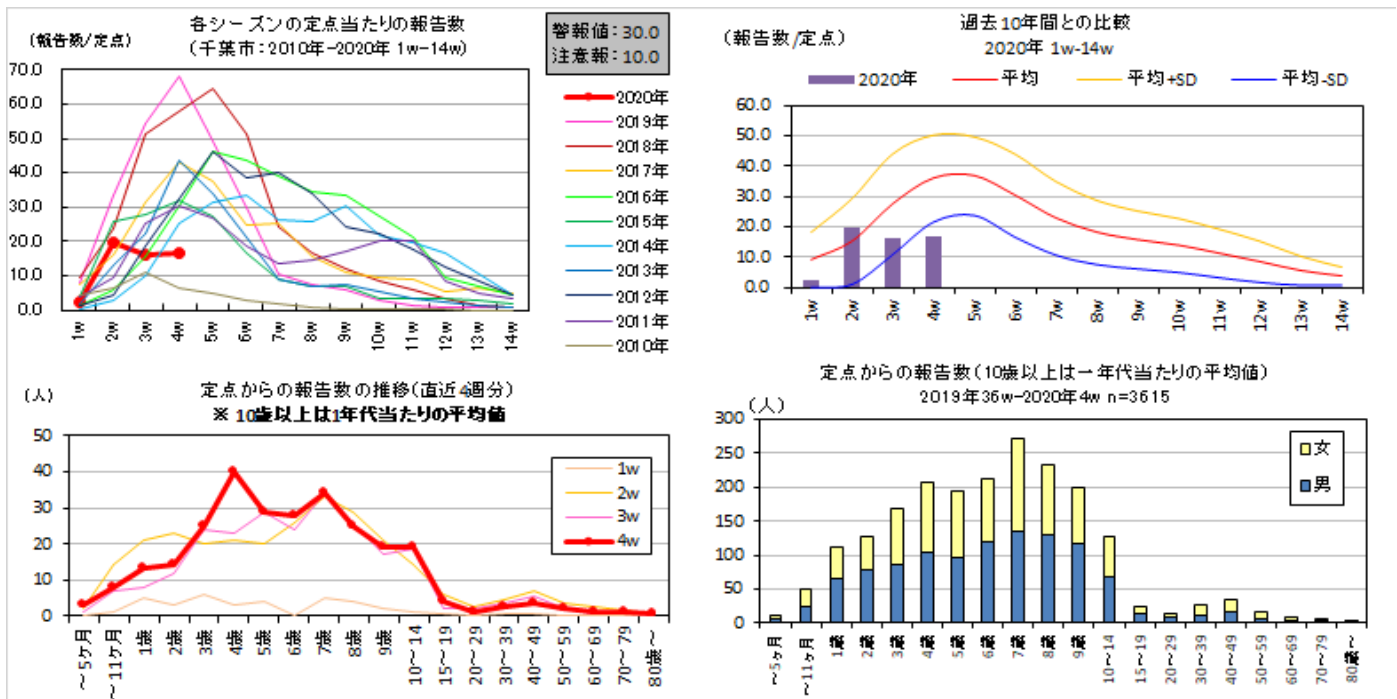 各シーズンの定点当たりの報告数
(千葉市:2010年-2020年 1w-14w)
(報告数/定点)
警報値:30.0
注意報:10.0
70.0
60.0
50.0
40.0
30.0
20.0
10.0
0.0
1w
2w
3w
4w
5w
6w
7w
8w
9w
10w
11w
12w
13w
14w
2020年
2019年
2018年
2017年
2016年
2015年
2014年
2013年
2012年
2011年
2010年
過去10年間との比較
2020年 1w-14w
(報告数/定点)
2020年 平均 平均+SD 平均-SD
60.0
50.0
40.0
30.0
20.0
10.0
0.0
1w
2w
3w
4w
5w
6w
7w
8w
9w
10w
11w
12w
13w
14w
定点からの報告数の推移(直近4週分)
※ 10歳以上は1年代当たりの平均値
(人)
50
40
30
20
10
0
1w
2w
3w
4w
～5ヶ月
～11ヶ月
1歳
2歳
3歳
4歳
5歳
6歳
7歳
8歳
9歳
10～14
15～19
20～29
30～39
40～49
50～59
60～69
70～79
80歳～
定点からの報告数(10歳以上は一年代当たりの平均値)
2019年36w-2020年4w n=3615
(人)
300
250
200
150
100
50
0
女
男
～5ヶ月
～11ヶ月
1歳
2歳
3歳
4歳
5歳
6歳
7歳
8歳
9歳
10～14
15～19
20～29
30～39
40～49
50～59
60～69
70～79
80歳～